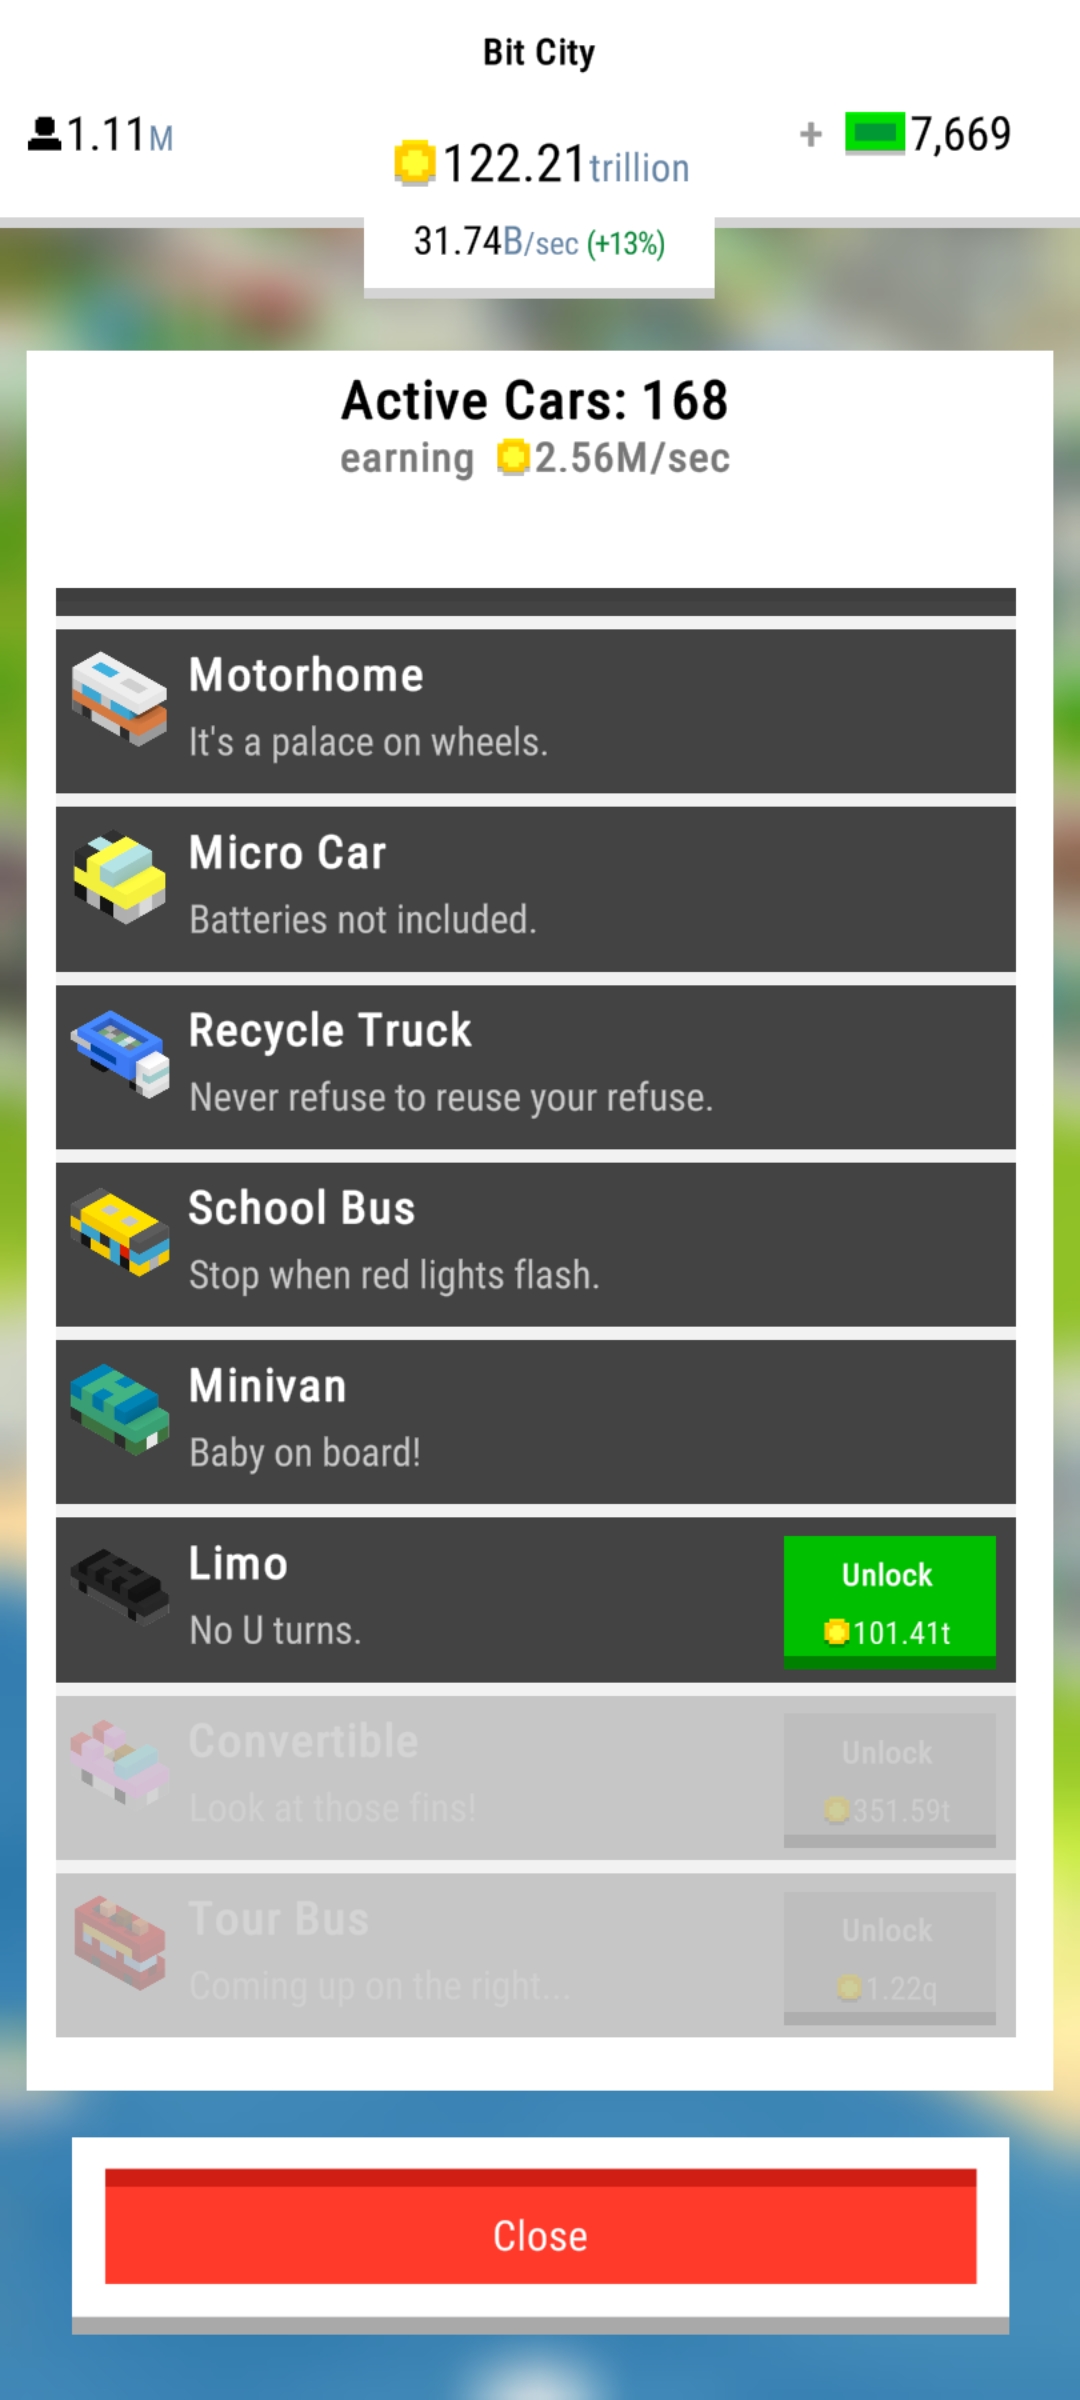 Bit City
1.11M
122.21trillion
+ 7,669
31.74B/sec (+13%)
Active Cars: 168
earning 2.56M/sec
Motorhome
It's a palace on wheels.
Micro Car
Batteries not included.
Recycle Truck
Never refuse to reuse your refuse.
School Bus
Stop when red lights flash.
Minivan
Baby on board!
Limo
No U turns.
Unlock
101.41t
Convertible
Look at those fins!
Unlock
351.59t
Tour Bus
Coming up on the right...
Unlock
1.22q
Close